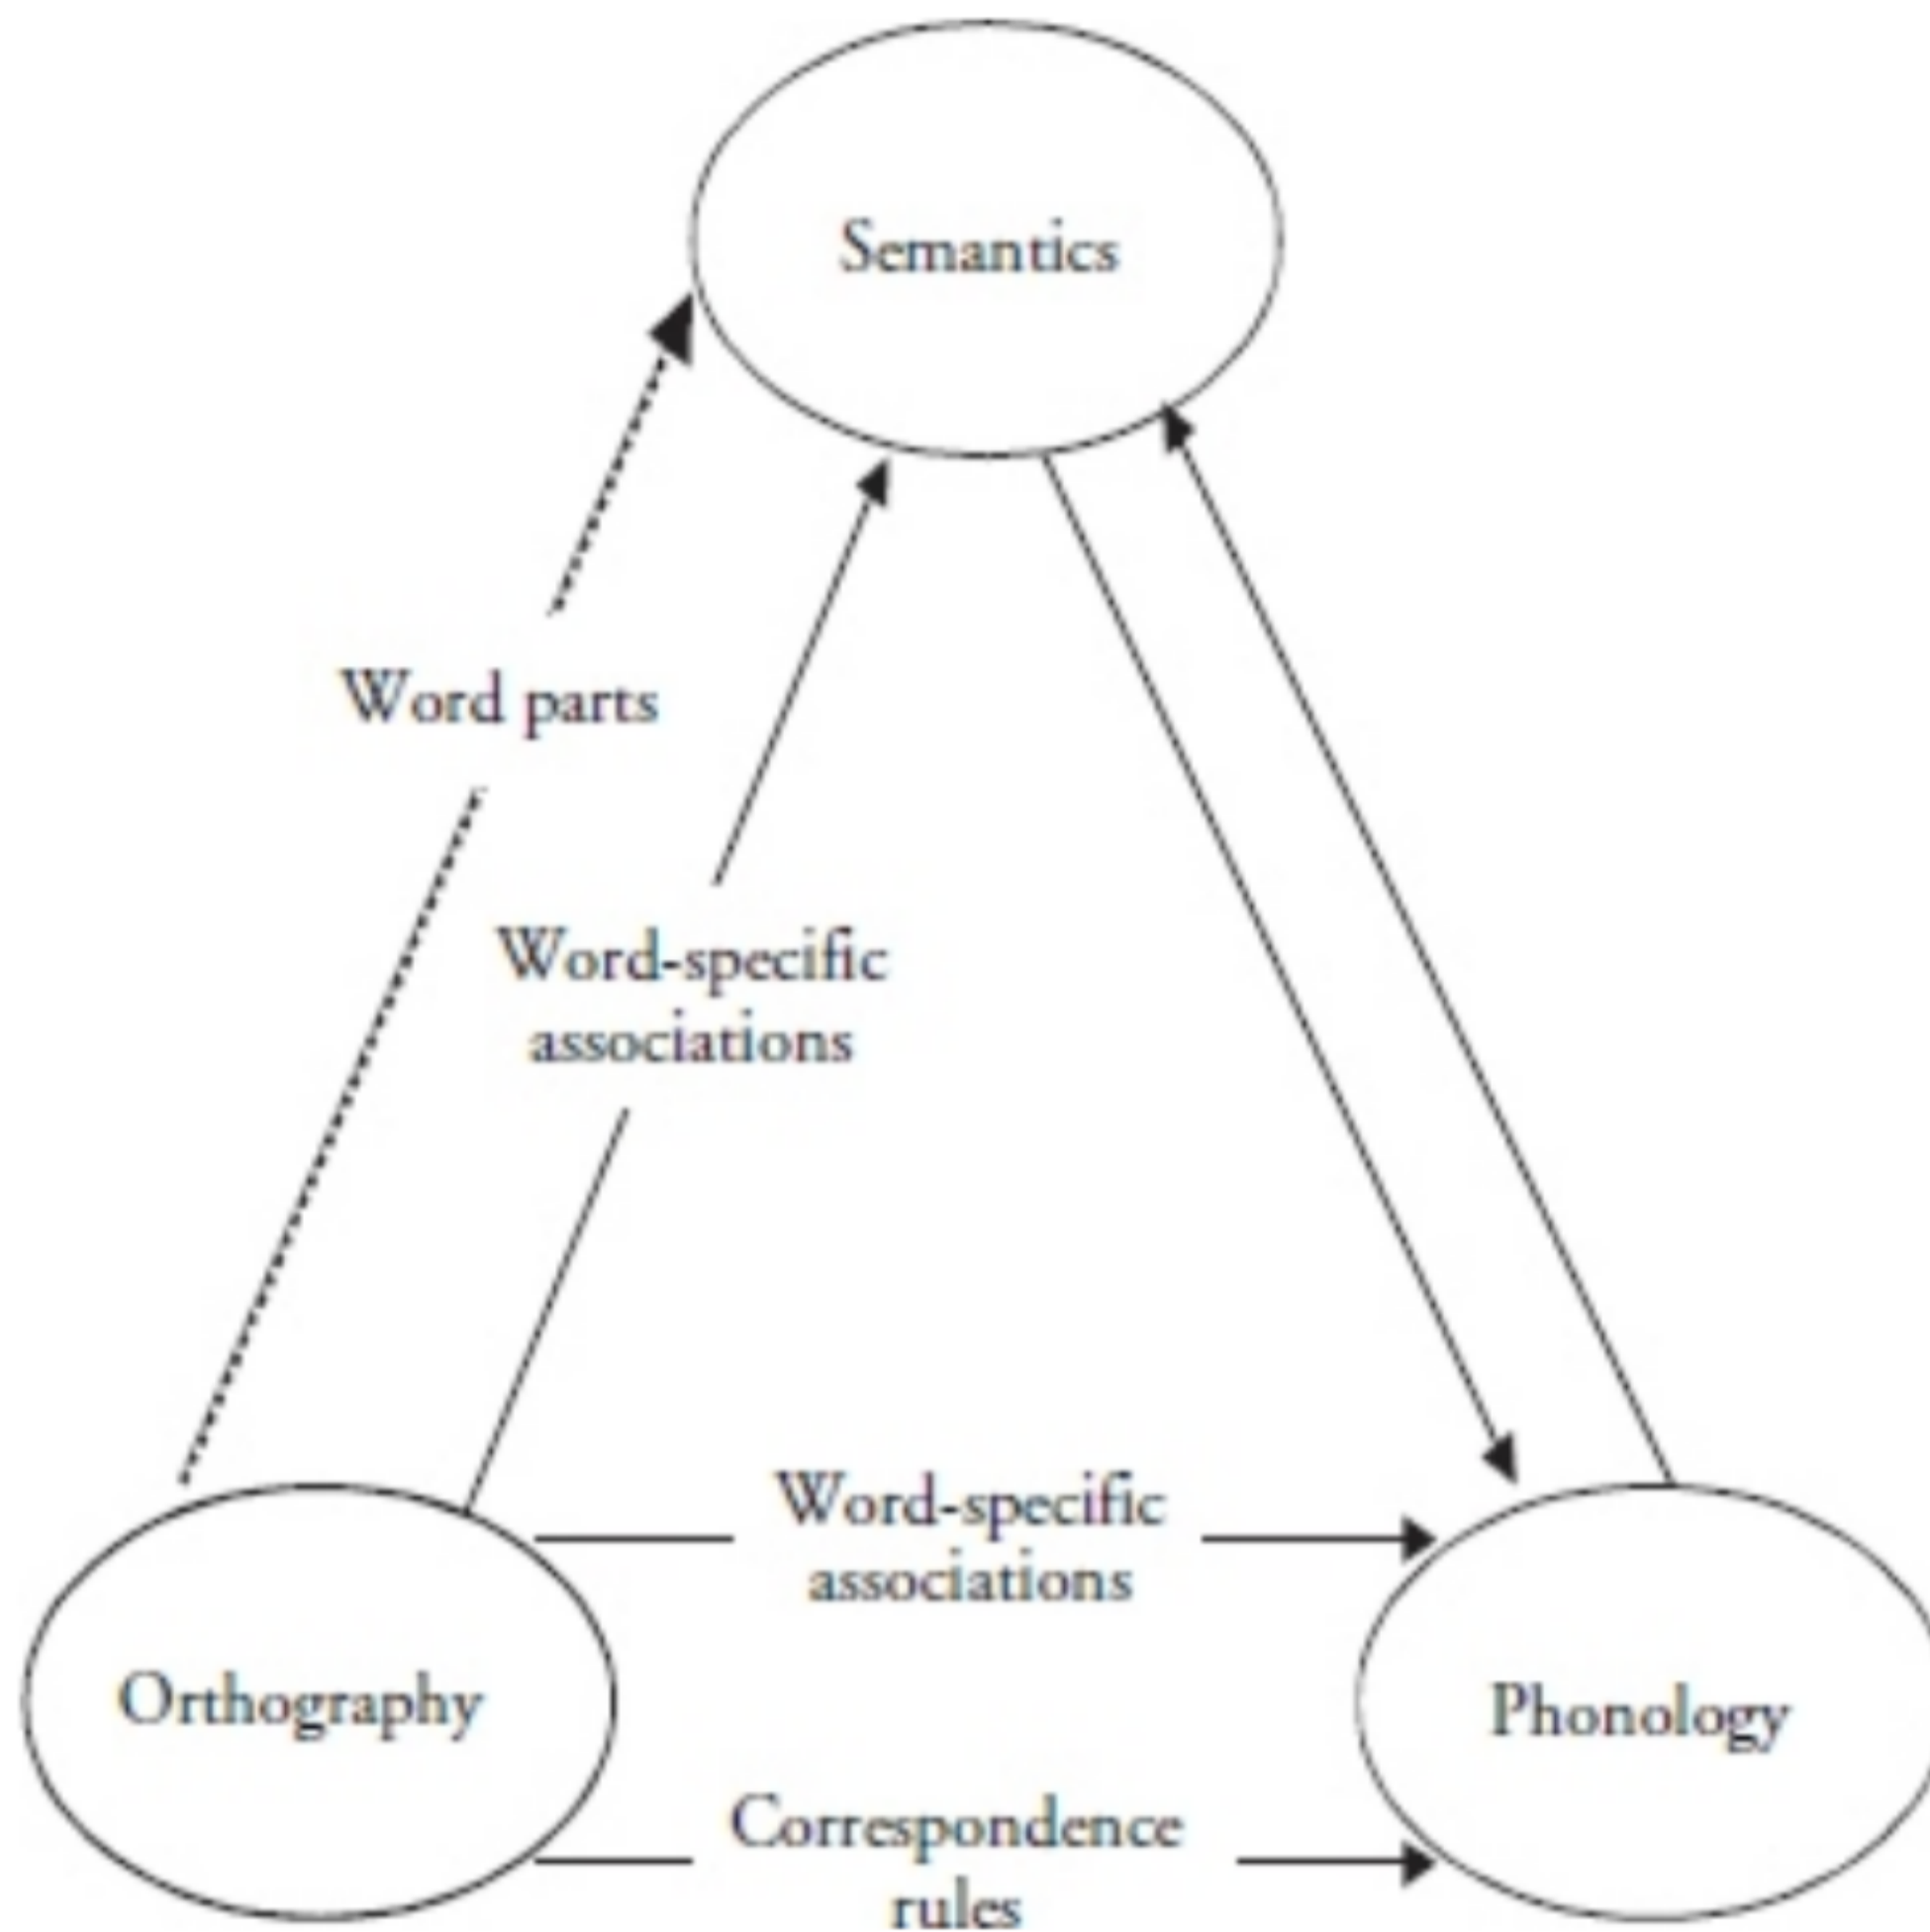 Semantics
Word parts
Word-specific
associations
Word-specific
associations
Orthography
Phonology
Correspondence
rules